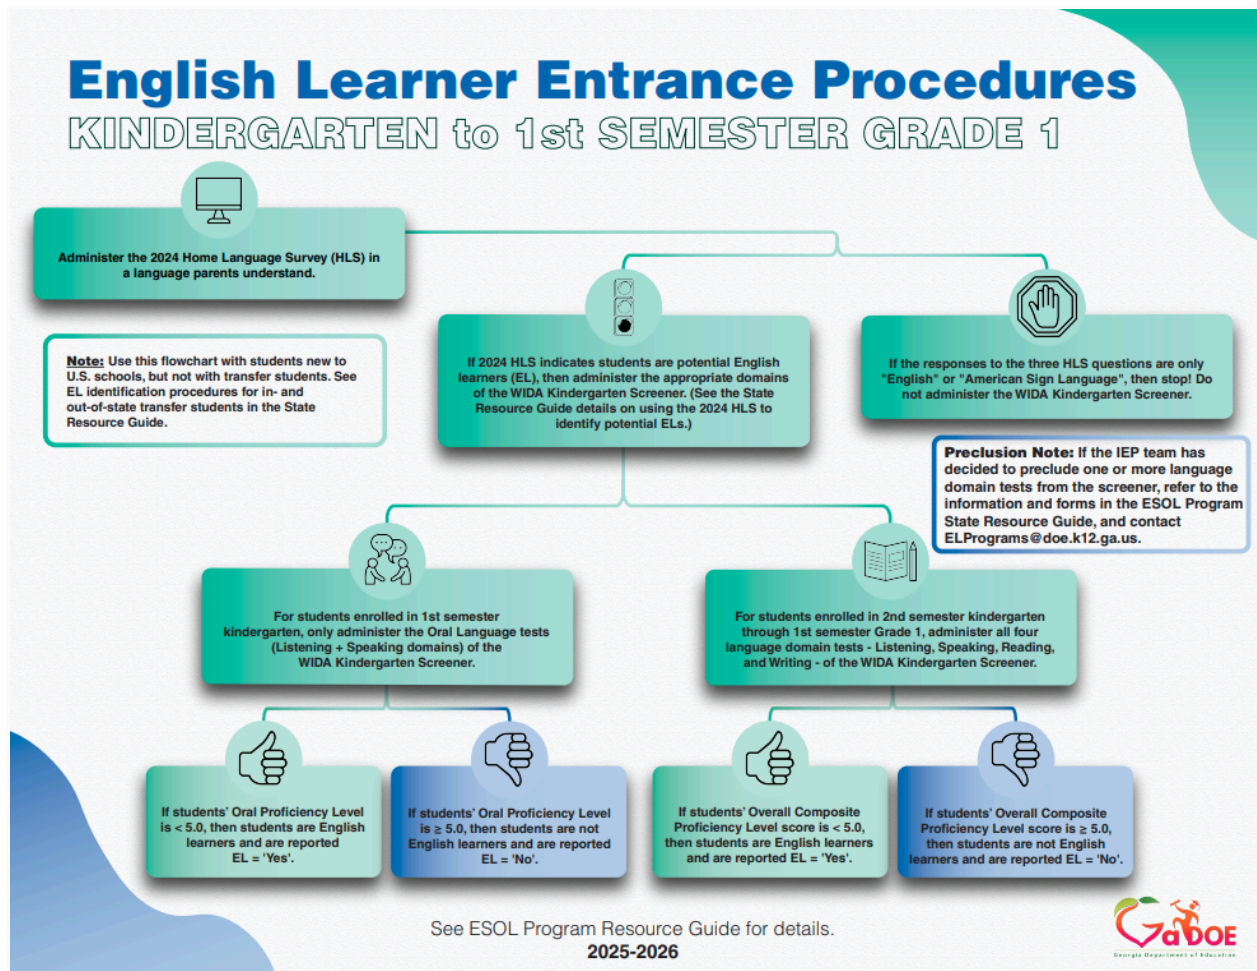 English Learner Entrance Procedures
KINDERGARTEN to 1st SEMESTER GRADE 1
Administer the 2024 Home Language Survey (HLS) in
a language parents understand.
Note: Use this flowchart with students new to
U.S. schools, but not with transfer students. See
EL identification procedures for in- and
out-of-state transfer students in the State
Resource Guide.
If 2024 HLS indicates students are potential English
learners (EL), then administer the appropriate domains
of the WIDA Kindergarten Screener. (See the State
Resource Guide details on using the 2024 HLS to
identify potential ELs.)
If the responses to the three HLS questions are only
"English" or "American Sign Language", then stop! Do
not administer the WIDA Kindergarten Screener.
Preclusion Note: If the IEP team has
decided to preclude one or more language
domain tests from the screener, refer to the
information and forms in the ESOL Program
State Resource Guide, and contact
ELPrograms@doe.k12.ga.us.
For students enrolled in 1st semester
kindergarten, only administer the Oral Language tests
(Listening + Speaking domains) of the
WIDA Kindergarten Screener.
For students enrolled in 2nd semester kindergarten
through 1st semester Grade 1, administer all four
language domain tests - Listening, Speaking, Reading,
and Writing - of the WIDA Kindergarten Screener.
If students' Oral Proficiency Level
is < 5.0, then students are English
learners and are reported
EL = 'Yes'.
If students' Oral Proficiency Level
is ≥ 5.0, then students are not
English learners and are reported
EL = 'No'.
If students' Overall Composite
Proficiency Level score is < 5.0,
then students are English learners
and are reported EL = 'Yes'.
If students' Overall Composite
Proficiency Level score is ≥ 5.0,
then students are not English
learners and are reported EL = 'No'.
See ESOL Program Resource Guide for details.
2025-2026
GaDOE
Georgia Department of Education